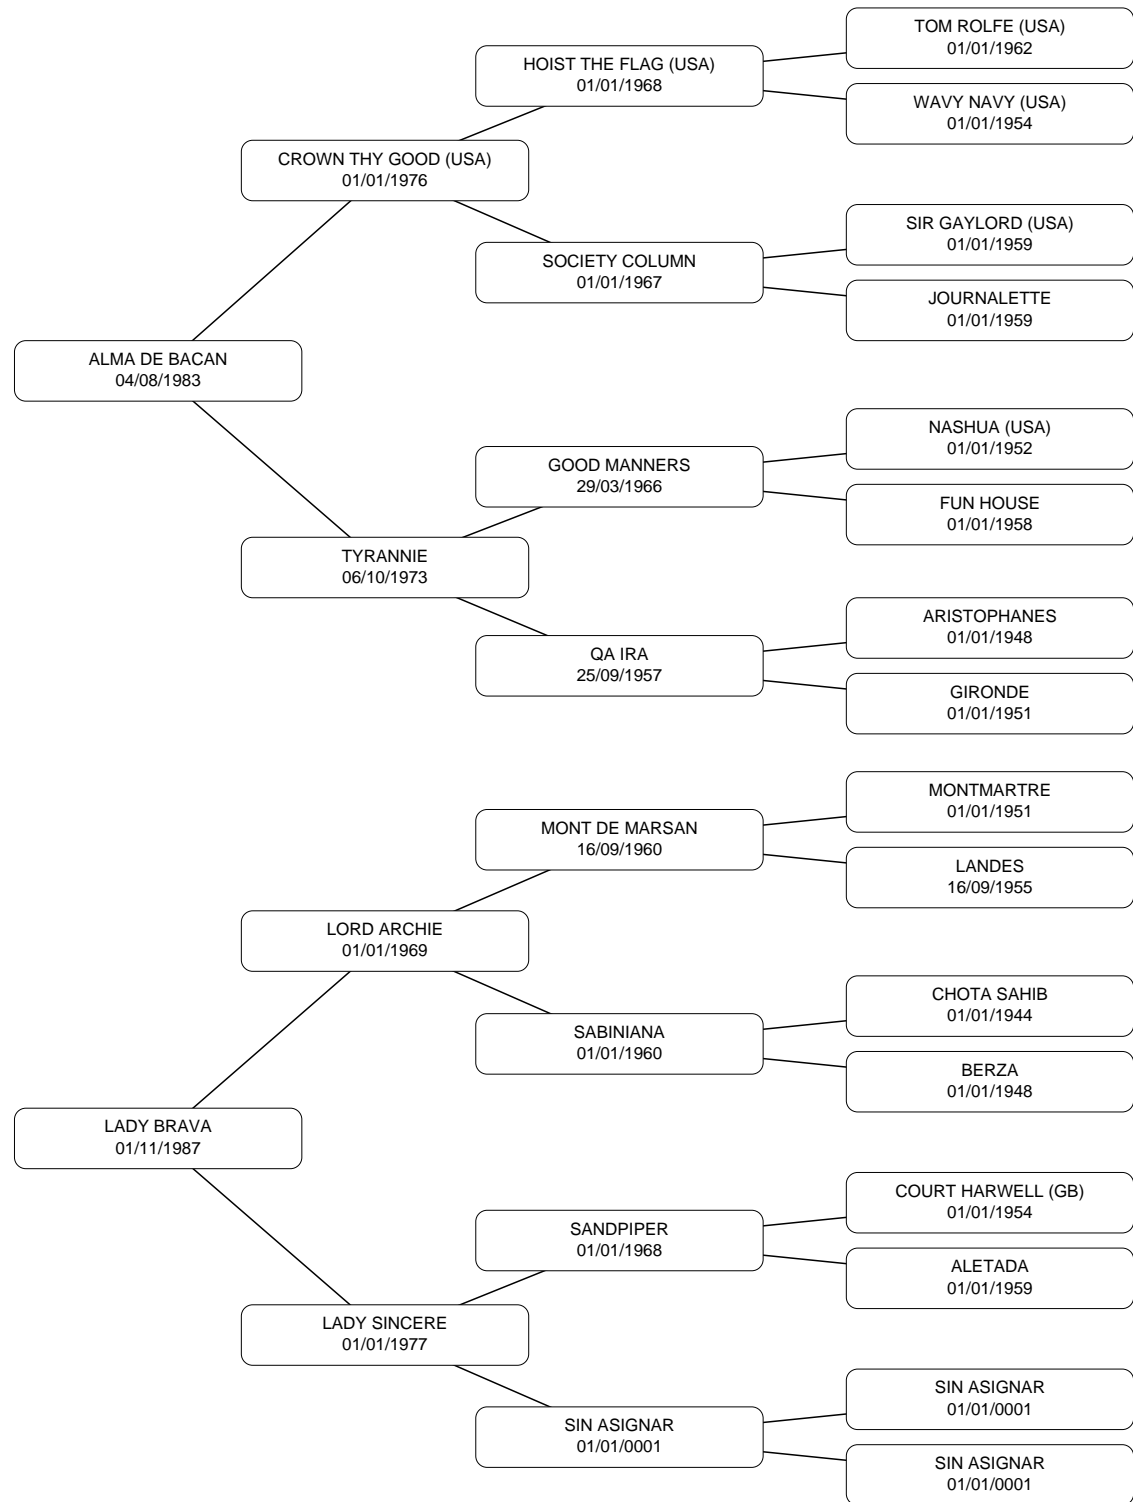 TOM ROLFE (USA)
01/01/1962
HOIST THE FLAG (USA)
01/01/1968
WAVY NAVY (USA)
01/01/1954
CROWN THY GOOD (USA)
01/01/1976
SIR GAYLORD (USA)
01/01/1959
SOCIETY COLUMN
01/01/1967
JOURNALETTE
01/01/1959
ALMA DE BACAN
04/08/1983
NASHUA (USA)
01/01/1952
GOOD MANNERS
29/03/1966
FUN HOUSE
01/01/1958
TYRANNIE
06/10/1973
ARISTOPHANES
01/01/1948
QA IRA
25/09/1957
GIRONDE
01/01/1951
MONTMARTRE
01/01/1951
MONT DE MARSAN
16/09/1960
LANDES
16/09/1955
LORD ARCHIE
01/01/1969
CHOTA SAHIB
01/01/1944
SABINIANA
01/01/1960
BERZA
01/01/1948
LADY BRAVA
01/11/1987
COURT HARWELL (GB)
01/01/1954
SANDPIPER
01/01/1968
ALETADA
01/01/1959
LADY SINCERE
01/01/1977
SIN ASIGNAR
01/01/0001
SIN ASIGNAR
01/01/0001
SIN ASIGNAR
01/01/0001